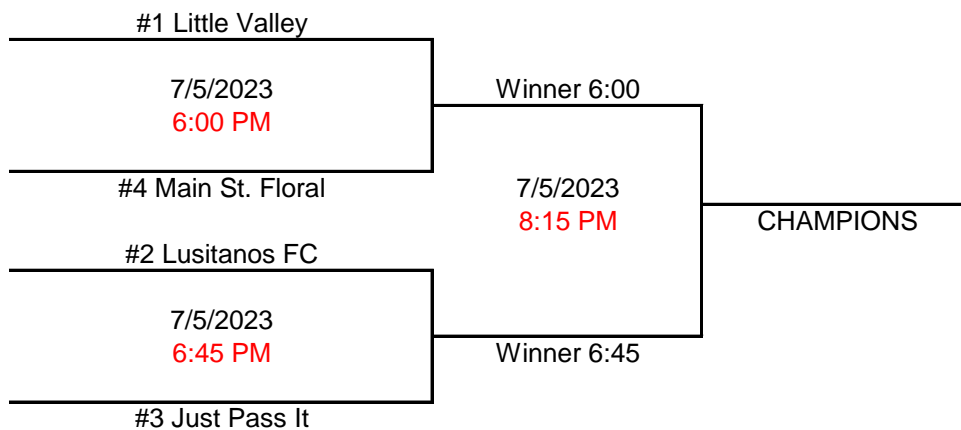 #1 Little Valley
7/5/2023
6:00 PM
Winner 6:00
#4 Main St. Floral
7/5/2023
8:15 PM
CHAMPIONS
#2 Lusitanos FC
7/5/2023
6:45 PM
Winner 6:45
#3 Just Pass It